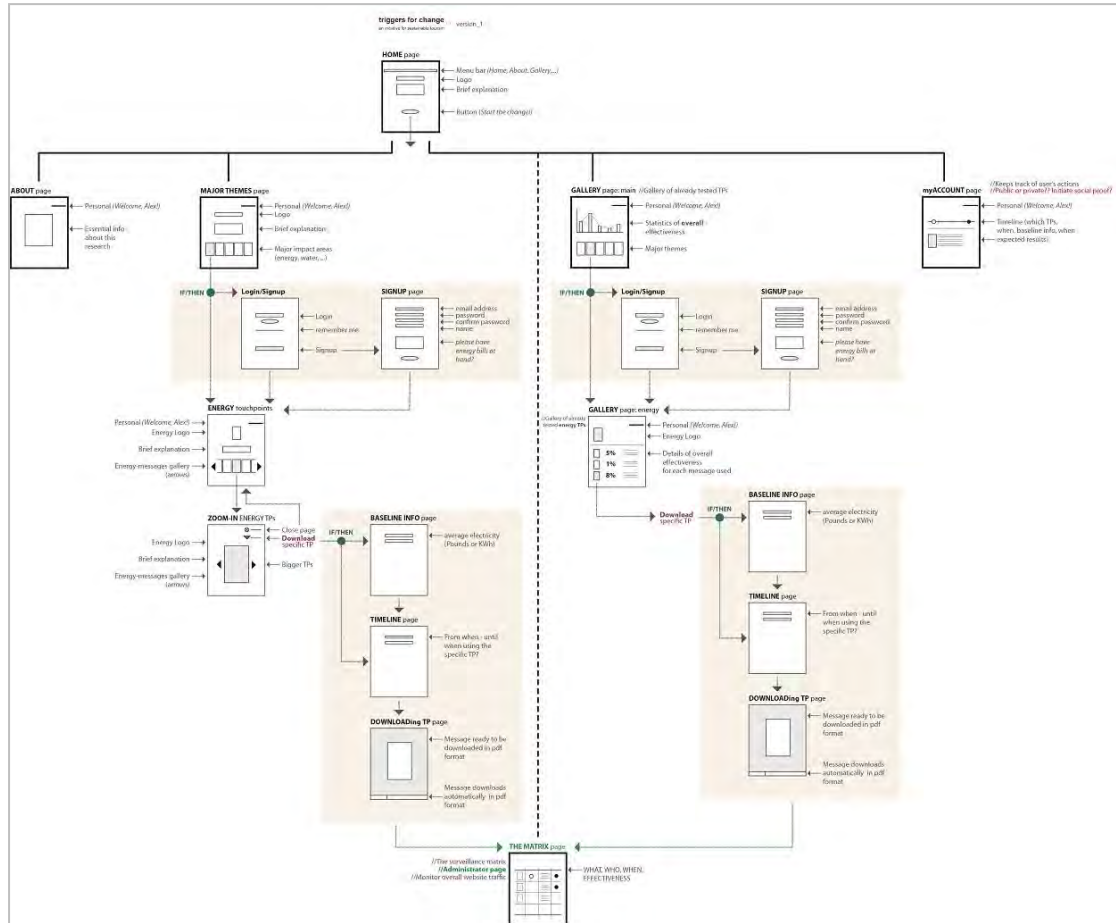 triggers for change
version_1
an initiative for sustainable tourism
HOME page
Menu bar (Home, About, Gallery,...)
Logo
Brief explanation
Button (Start the change)
ABOUT page
Personal (Welcome, Alex!)
Essential info
about this
research
MAJOR THEMES page
Personal (Welcome, Alex!)
Logo
Brief explanation
Major impact areas
(energy, water,...)
GALLERY page: main //Gallery of already tested TPs
Personal (Welcome, Alex!)
Statistics of overall
effectiveness
Major themes
//Keeps track of user's actions
myACCOUNT page //Public or private?? Initiate social proof?
Personal (Welcome, Alex!)
Timeline (which TPs,
when, baseline info, when
expected results)
IF/THEN
Login/Signup
Login
remember me
Signup
SIGNUP page
email address
password
confirm password
name
please have
energy bills at
hand?
IF/THEN
Login/Signup
Login
remember me
Signup
SIGNUP page
email address
password
confirm password
name
please have
energy bills at
hand?
ENERGY touchpoints
Personal (Welcome, Alex!)
Energy Logo
Brief explanation
Energy-messages gallery
(arrows)
GALLERY page: energy
//Gallery of already
tested energy TPs
Personal (Welcome, Alex!)
Energy Logo
5%
1%
8%
Details of overall
effectiveness
for each message used
ZOOM-IN ENERGY TPs
Close page
Download
specific TP
Energy Logo
Brief explanation
Energy-messages gallery
(arrows)
Bigger TPs
IF/THEN
BASELINE INFO page
average electricity
(Pounds or KWh)
TIMELINE page
From when - until
when using the
specific TP?
DOWNLOADing TP page
Message ready to be
downloaded in pdf
format
Message downloads
automatically in pdf
format
Download
specific TP
IF/THEN
BASELINE INFO page
average electricity
(Pounds or KWh)
TIMELINE page
From when - until
when using the
specific TP?
DOWNLOADing TP page
Message ready to be
downloaded in pdf
format
Message downloads
automatically in pdf
format
THE MATRIX page
//The surveillance matrix
//Administrator page
//Monitor overall website traffic
WHAT, WHO, WHEN,
EFFECTIVENESS